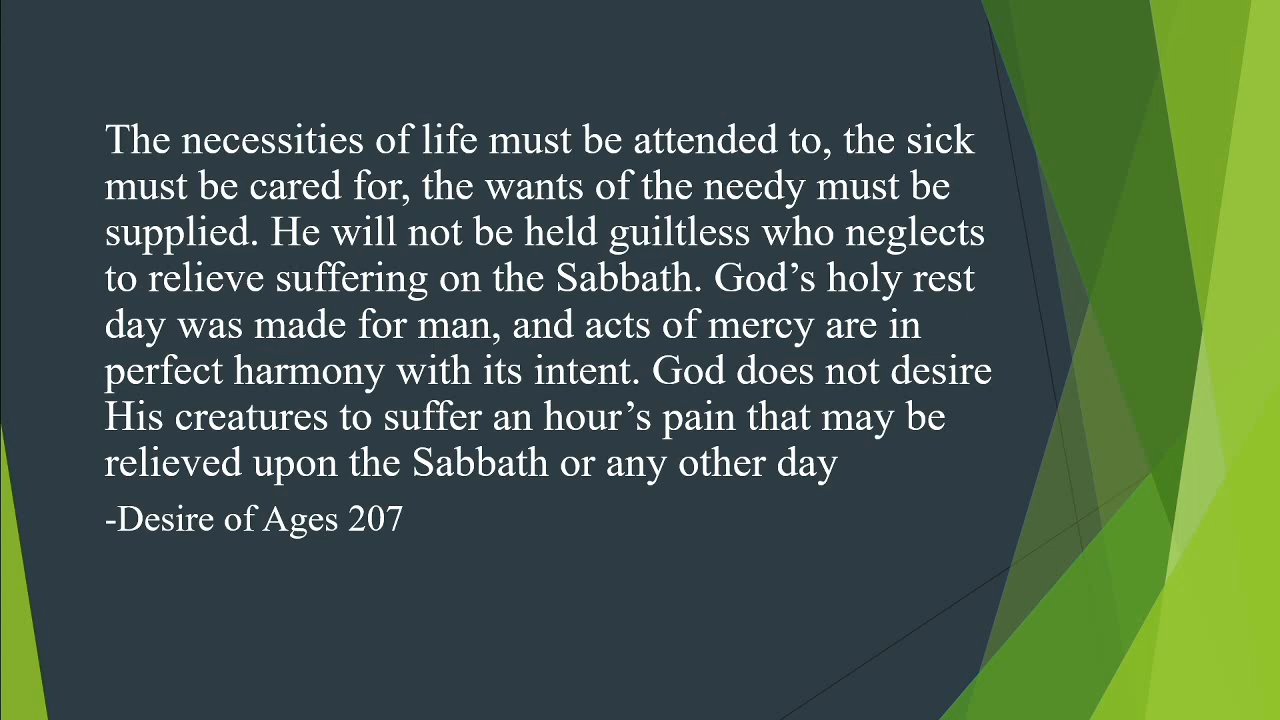 The necessities of life must be attended to, the sick
must be cared for, the wants of the needy must be
supplied. He will not be held guiltless who neglects
to relieve suffering on the Sabbath. God’s holy rest
day was made for man, and acts of mercy are in
perfect harmony with its intent. God does not desire
His creatures to suffer an hour’s pain that may be
relieved upon the Sabbath or any other day
-Desire of Ages 207